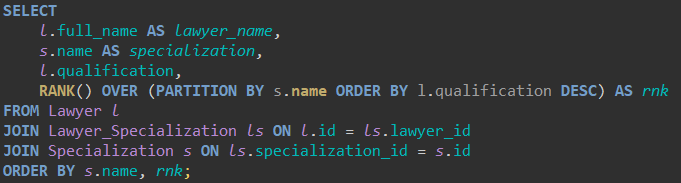 SELECT
    l.full_name AS lawyer_name,
    s.name AS specialization,
    l.qualification,
    RANK() OVER (PARTITION BY s.name ORDER BY l.qualification DESC) AS rnk
FROM Lawyer l
JOIN Lawyer_Specialization ls ON l.id = ls.lawyer_id
JOIN Specialization s ON ls.specialization_id = s.id
ORDER BY s.name, rnk;